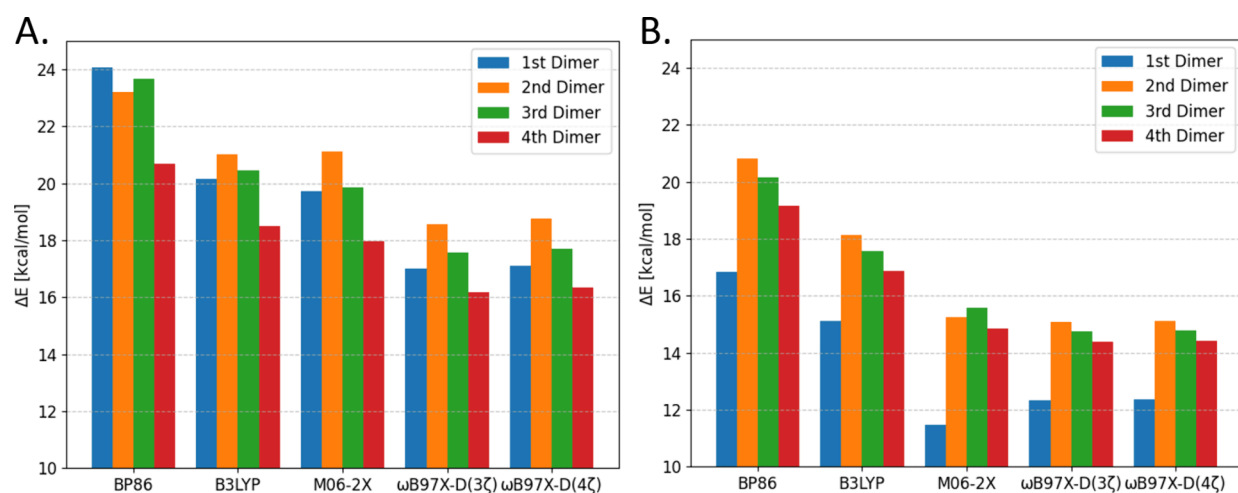 A.
ΔE [kcal/mol]
24
22
20
18
16
14
12
10
1st Dimer
2nd Dimer
3rd Dimer
4th Dimer
BP86 B3LYP M06-2X ωB97X-D(3ζ) ωB97X-D(4ζ)
B.
ΔE [kcal/mol]
24
22
20
18
16
14
12
10
1st Dimer
2nd Dimer
3rd Dimer
4th Dimer
BP86 B3LYP M06-2X ωB97X-D(3ζ) ωB97X-D(4ζ)